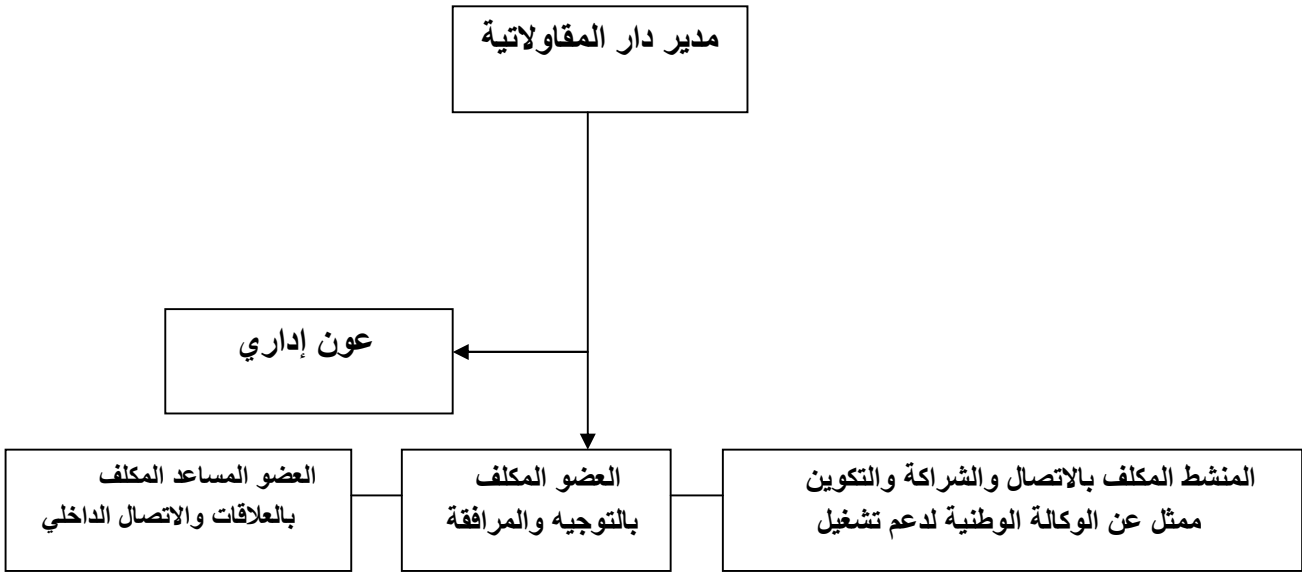 مدير دار المقاولاتية
عون إداري
المنشط المكلف بالاتصال والشراكة والتكوين
ممثل عن الوكالة الوطنية لدعم تشغيل
العضو المكلف
بالتوجيه والمرافقة
العضو المساعد المكلف
بالعلاقات والاتصال الداخلي